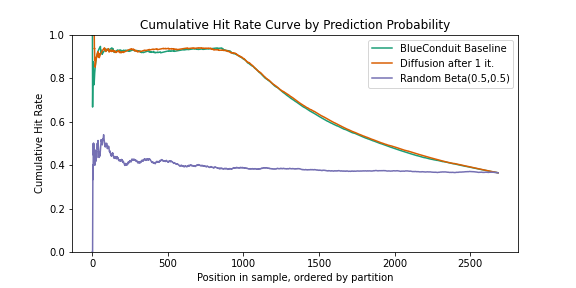 Cumulative Hit Rate Curve by Prediction Probability
Cumulative Hit Rate
1.0
0.8
0.6
0.4
0.2
0.0
BlueConduit Baseline
Diffusion after 1 it.
Random Beta(0.5,0.5)
0
500
1000
1500
2000
2500
Position in sample, ordered by partition